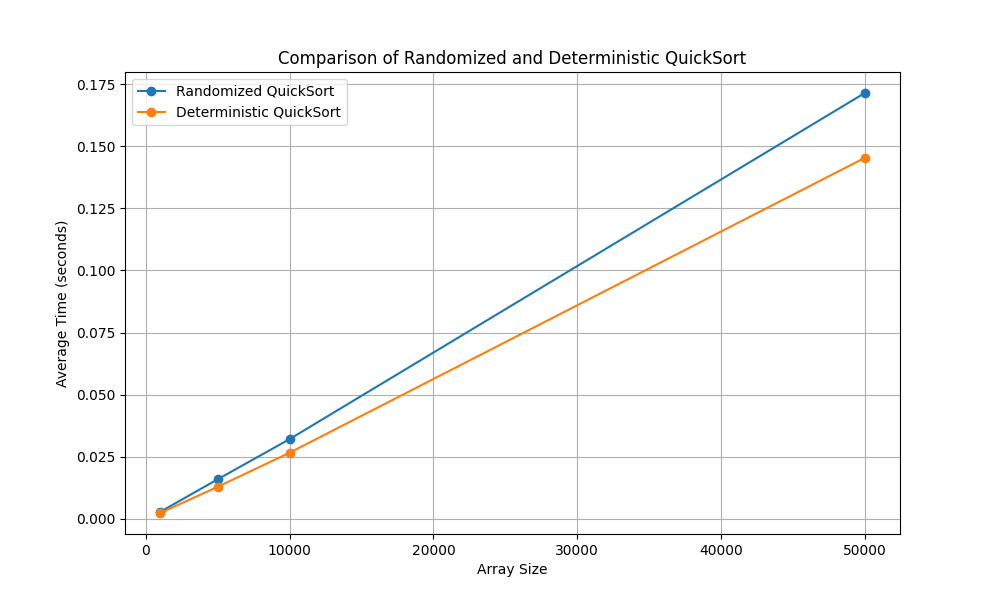 Comparison of Randomized and Deterministic QuickSort
Randomized QuickSort
Deterministic QuickSort
0.175
0.150
0.125
0.100
0.075
0.050
0.025
0.000
Average Time (seconds)
0 10000 20000 30000 40000 50000
Array Size